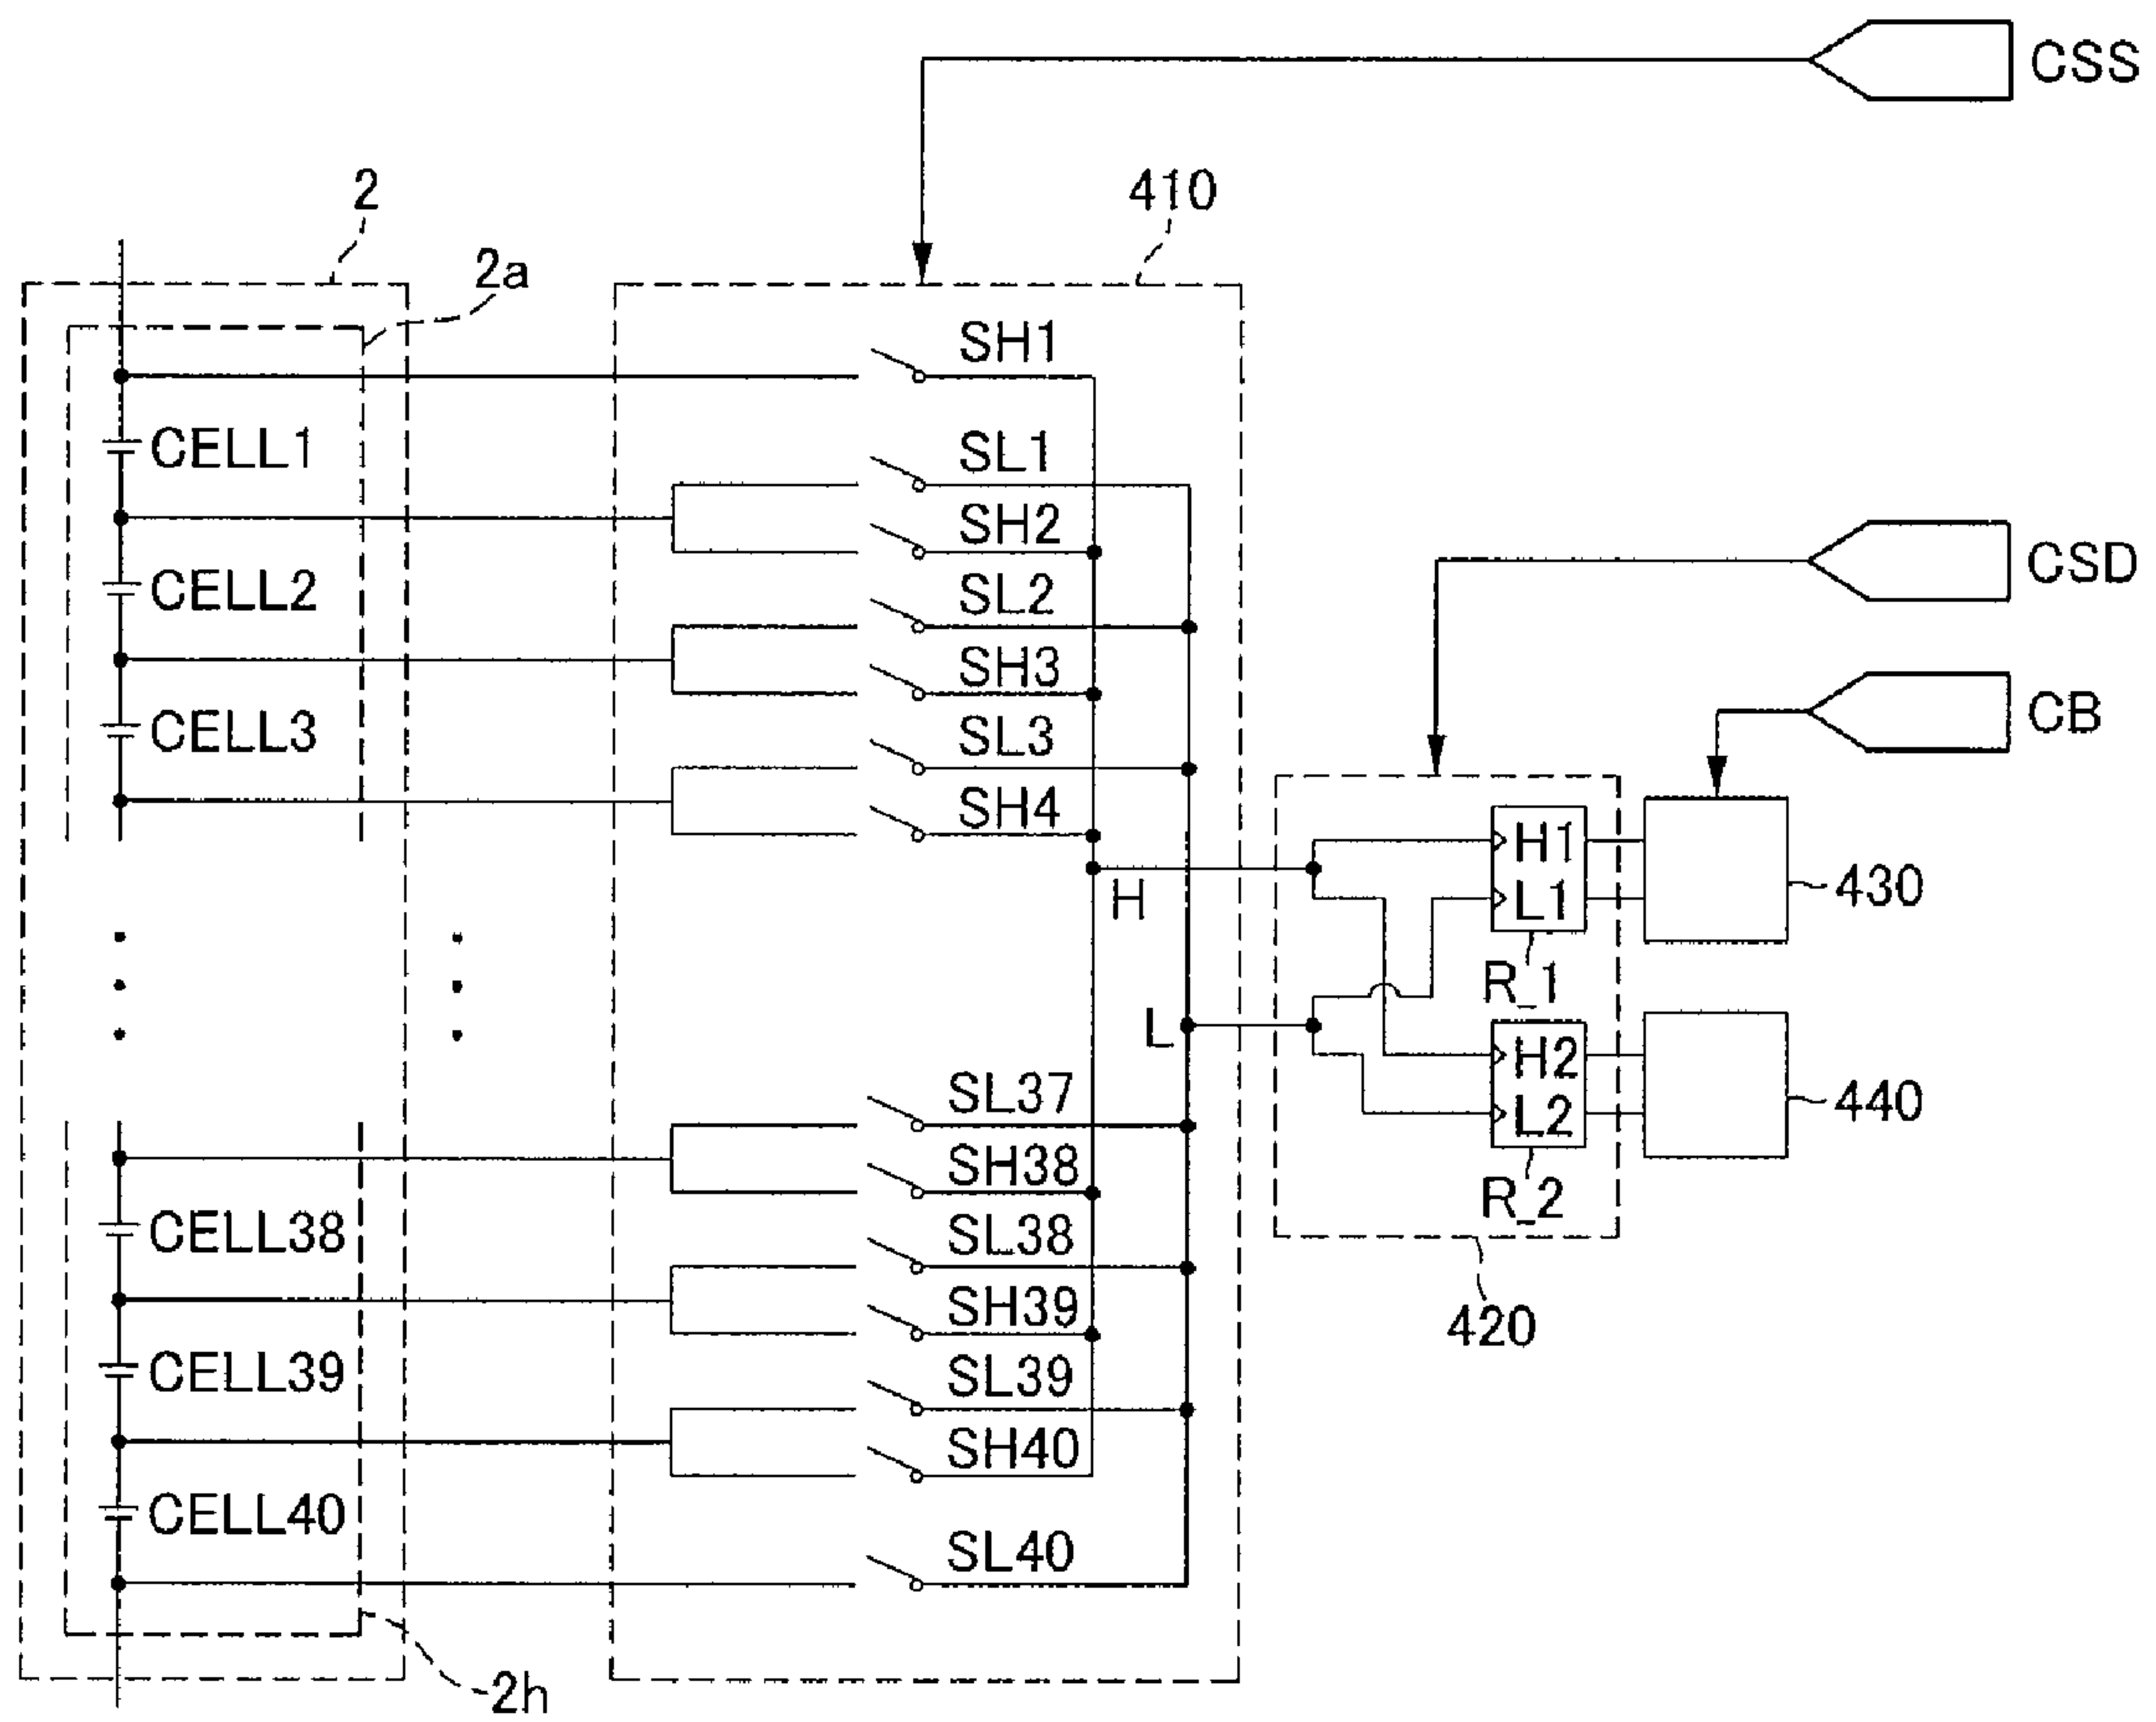 CSS
2
410
2a
SH1
CELL1
SL1
SH2
CSD
CELL2
SL2
SH3
CB
CELL3
SL3
SH4
H1
H
L1
430
R_1
L
H2
SL37
L2
440
SH38
R_2
CELL38
SL38
SH39
420
CELL39
SL39
SH40
CELL40
SL40
2h